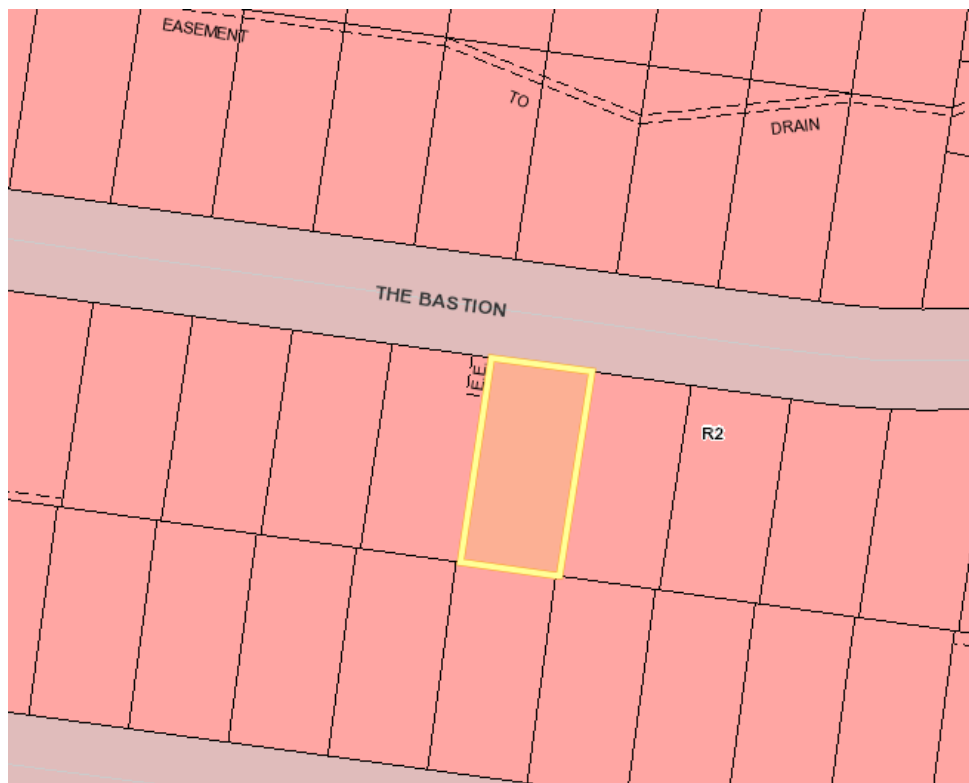 EASEMENT
TO
DRAIN
THE BASTION
E.E.
R2